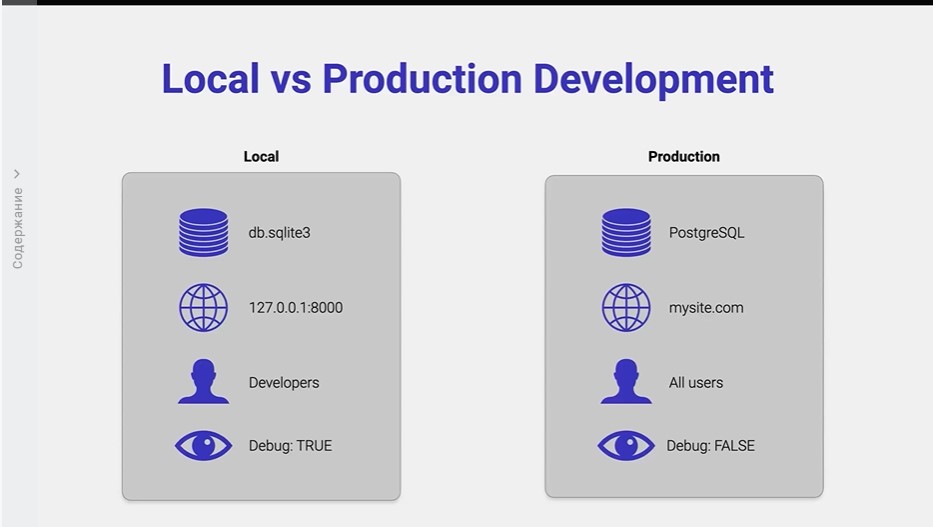 Local vs Production Development
Содержание
Local
db.sqlite3
127.0.0.1:8000
Developers
Debug: TRUE
Production
PostgreSQL
mysite.com
All users
Debug: FALSE